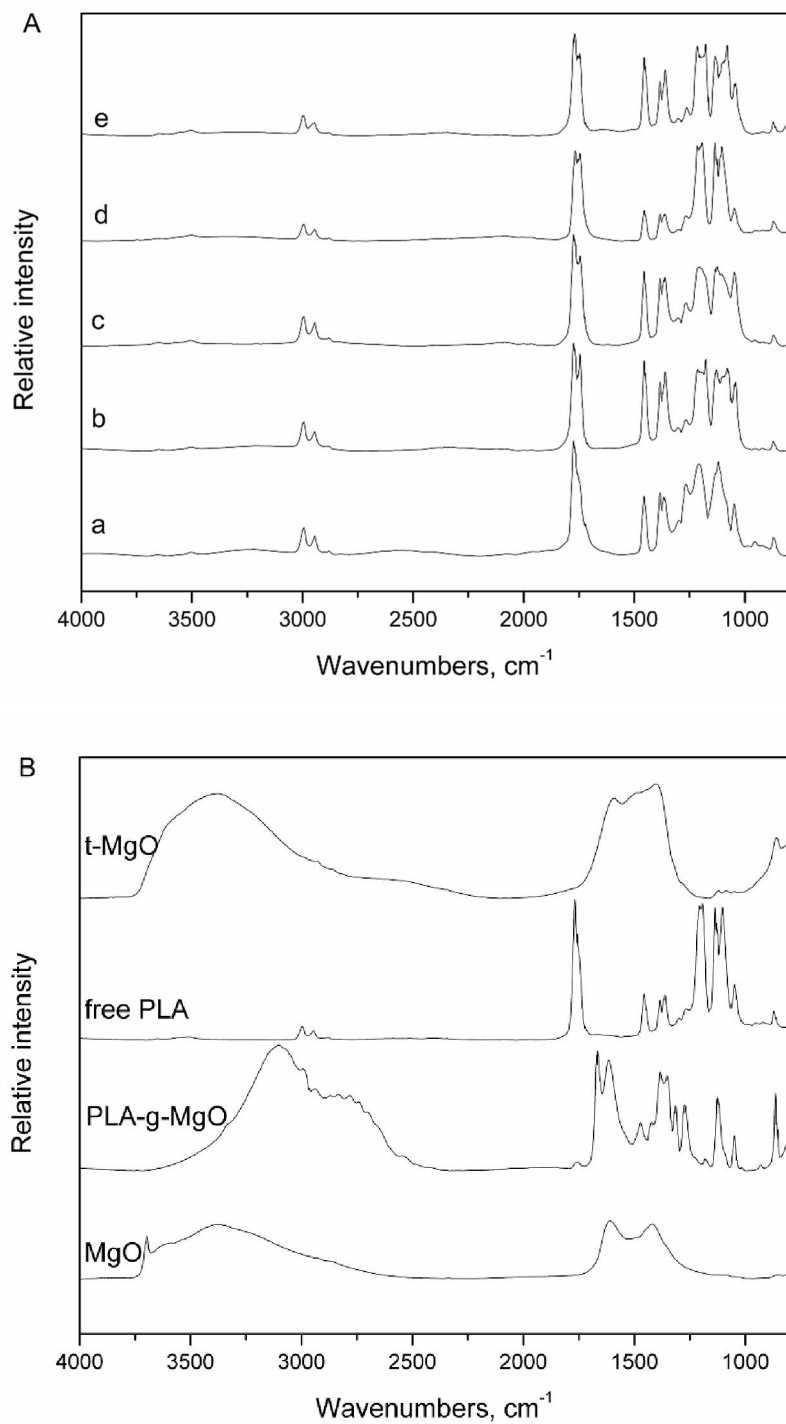 A
e
d
c
b
a
Relative intensity
4000 3500 3000 2500 2000 1500 1000
Wavenumbers, cm⁻¹
B
t-MgO
free PLA
PLA-g-MgO
MgO
Relative intensity
4000 3500 3000 2500 2000 1500 1000
Wavenumbers, cm⁻¹